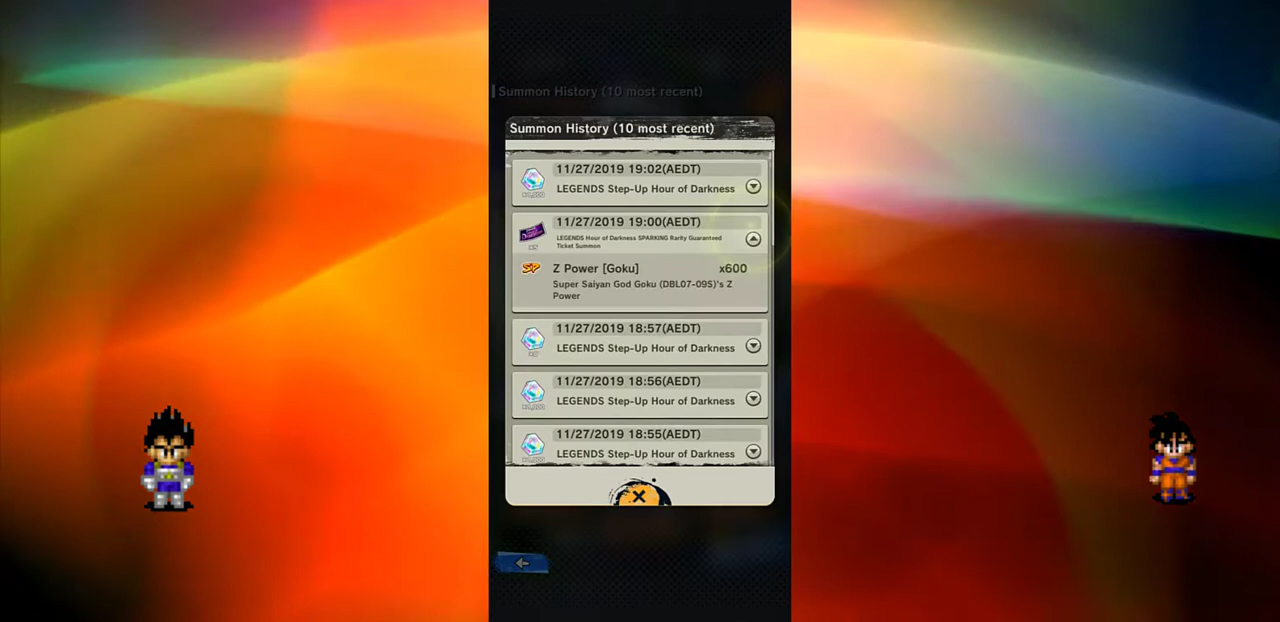 Summon History (10 most recent)
Summon History (10 most recent)
11/27/2019 19:02(AEDT)
LEGENDS Step-Up Hour of Darkness
11/27/2019 19:00(AEDT)
LEGENDS Hour of Darkness SPARKING Rarity Guaranteed
Ticket Summon
SP
Z Power [Goku]
x600
Super Saiyan God Goku (DBL07-09S)'s Z
Power
11/27/2019 18:57(AEDT)
LEGENDS Step-Up Hour of Darkness
11/27/2019 18:56(AEDT)
LEGENDS Step-Up Hour of Darkness
11/27/2019 18:55(AEDT)
LEGENDS Step-Up Hour of Darkness